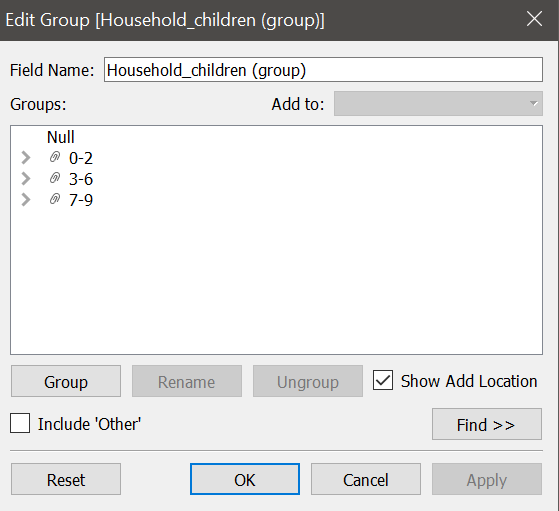 Edit Group [Household_children (group)]
Field Name: Household_children (group)
Groups: Add to:
Null
0-2
3-6
7-9
Group Rename Ungroup Show Add Location
Include 'Other' Find >>
Reset OK Cancel Apply